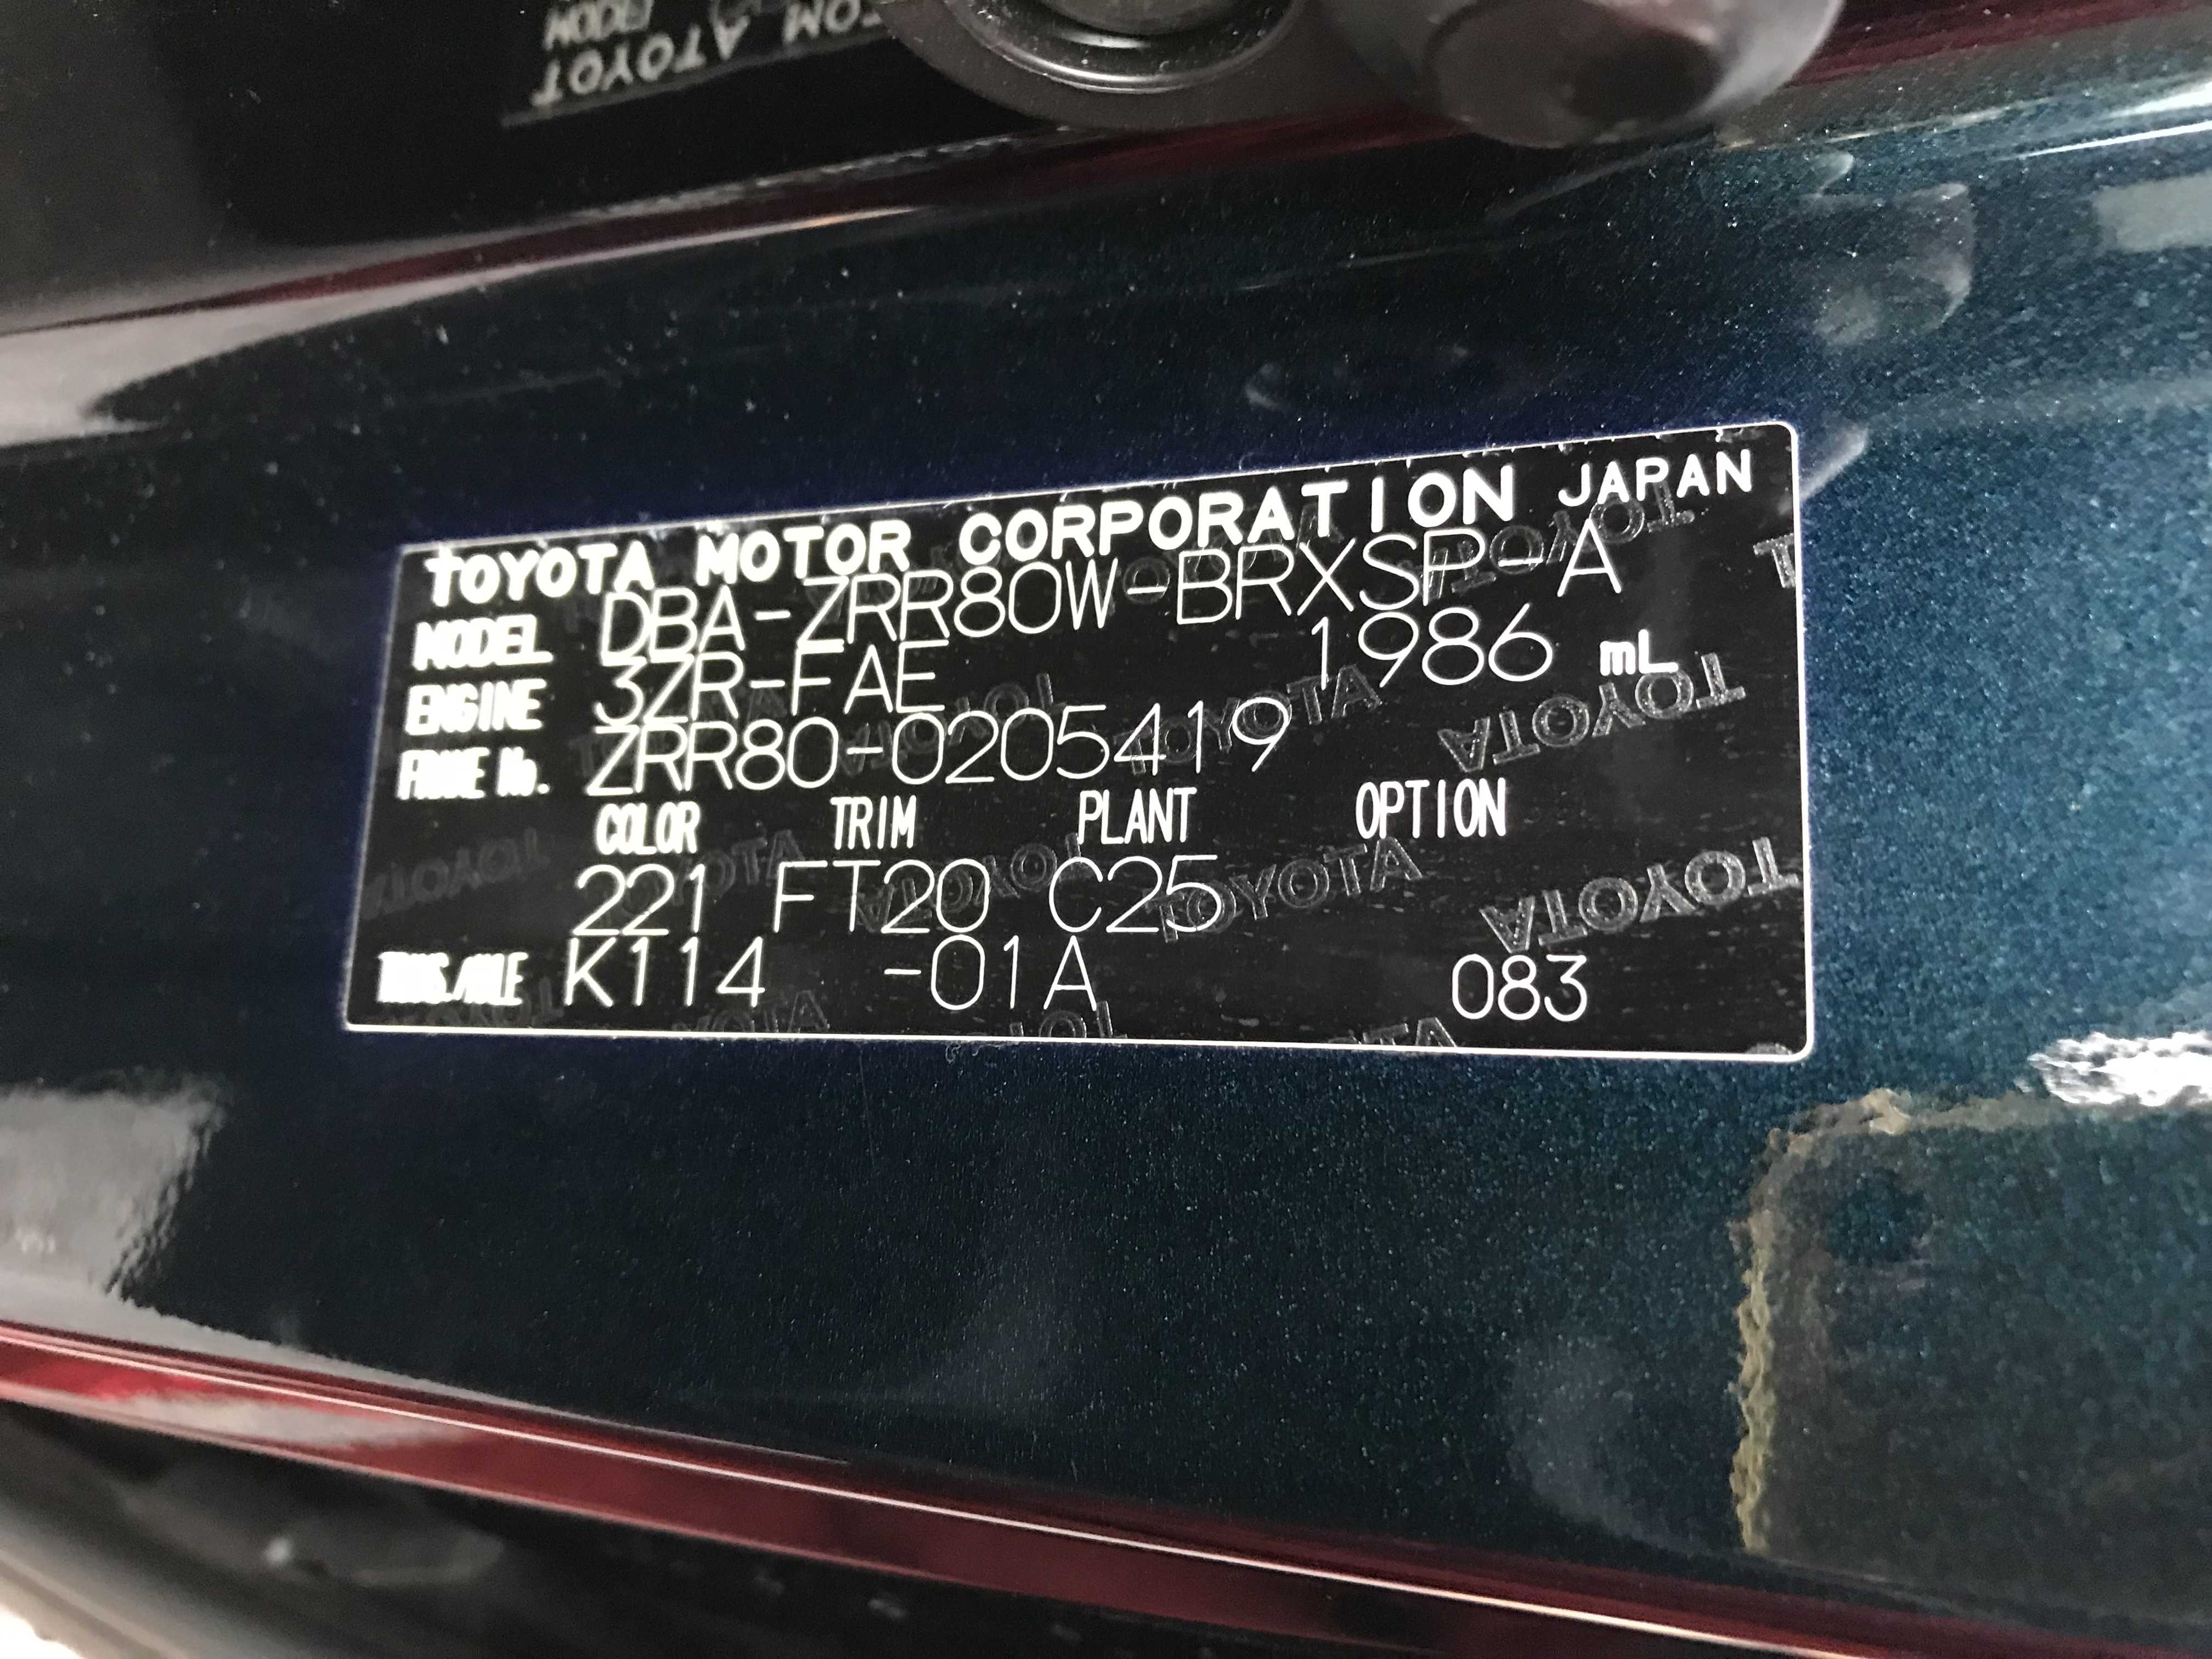 TOYOTA MOTOR CORPORATION JAPAN
MODEL DBA-ZRR80W-BRXSP-A
ENGINE 3ZR-FAE 1986 mL
FRAME No. ZRR80-0205419
COLOR TRIM PLANT OPTION
221 FT20 C25
TRANS./AXLE K114 -01A 083